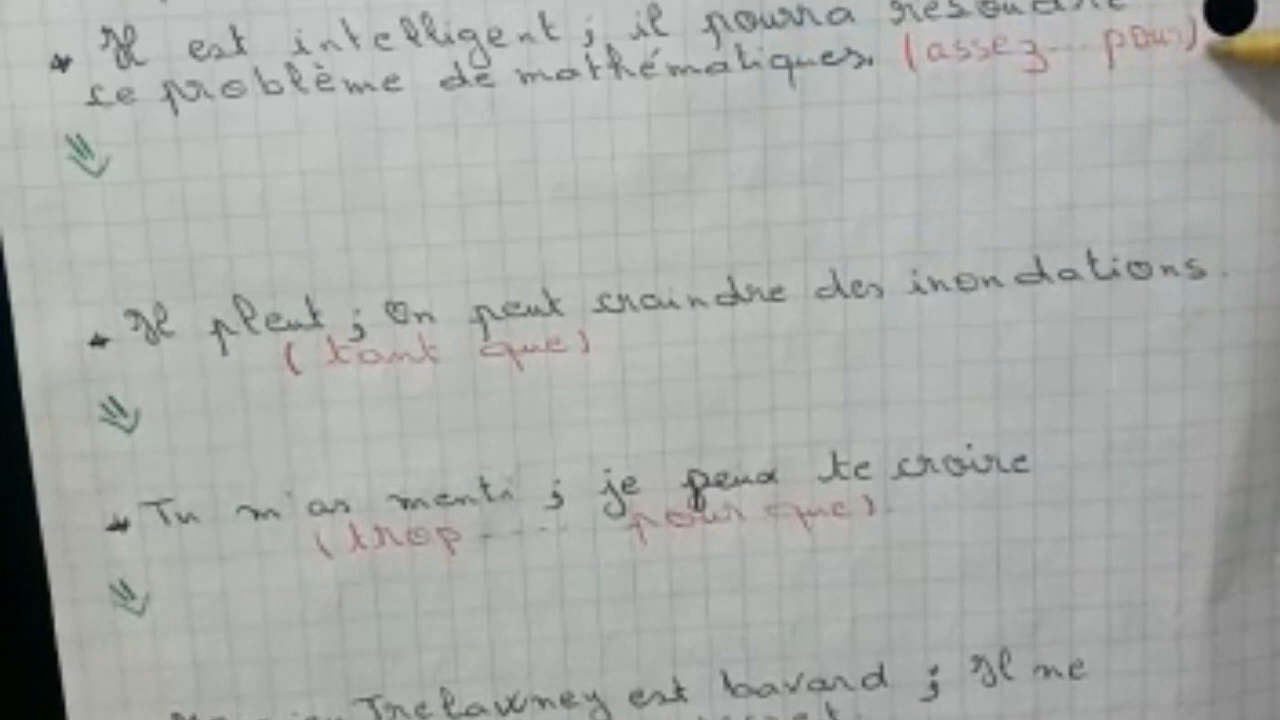 * Il est intelligent ; il pourra résoudre
ce problème de mathématiques. (assez... pour)
* Il pleut ; On peut craindre des inondations.
(tant que)
* Tu m'as menti ; je peux te croire
(trop..... pour que).
Trelawney est bavard ; Il ne